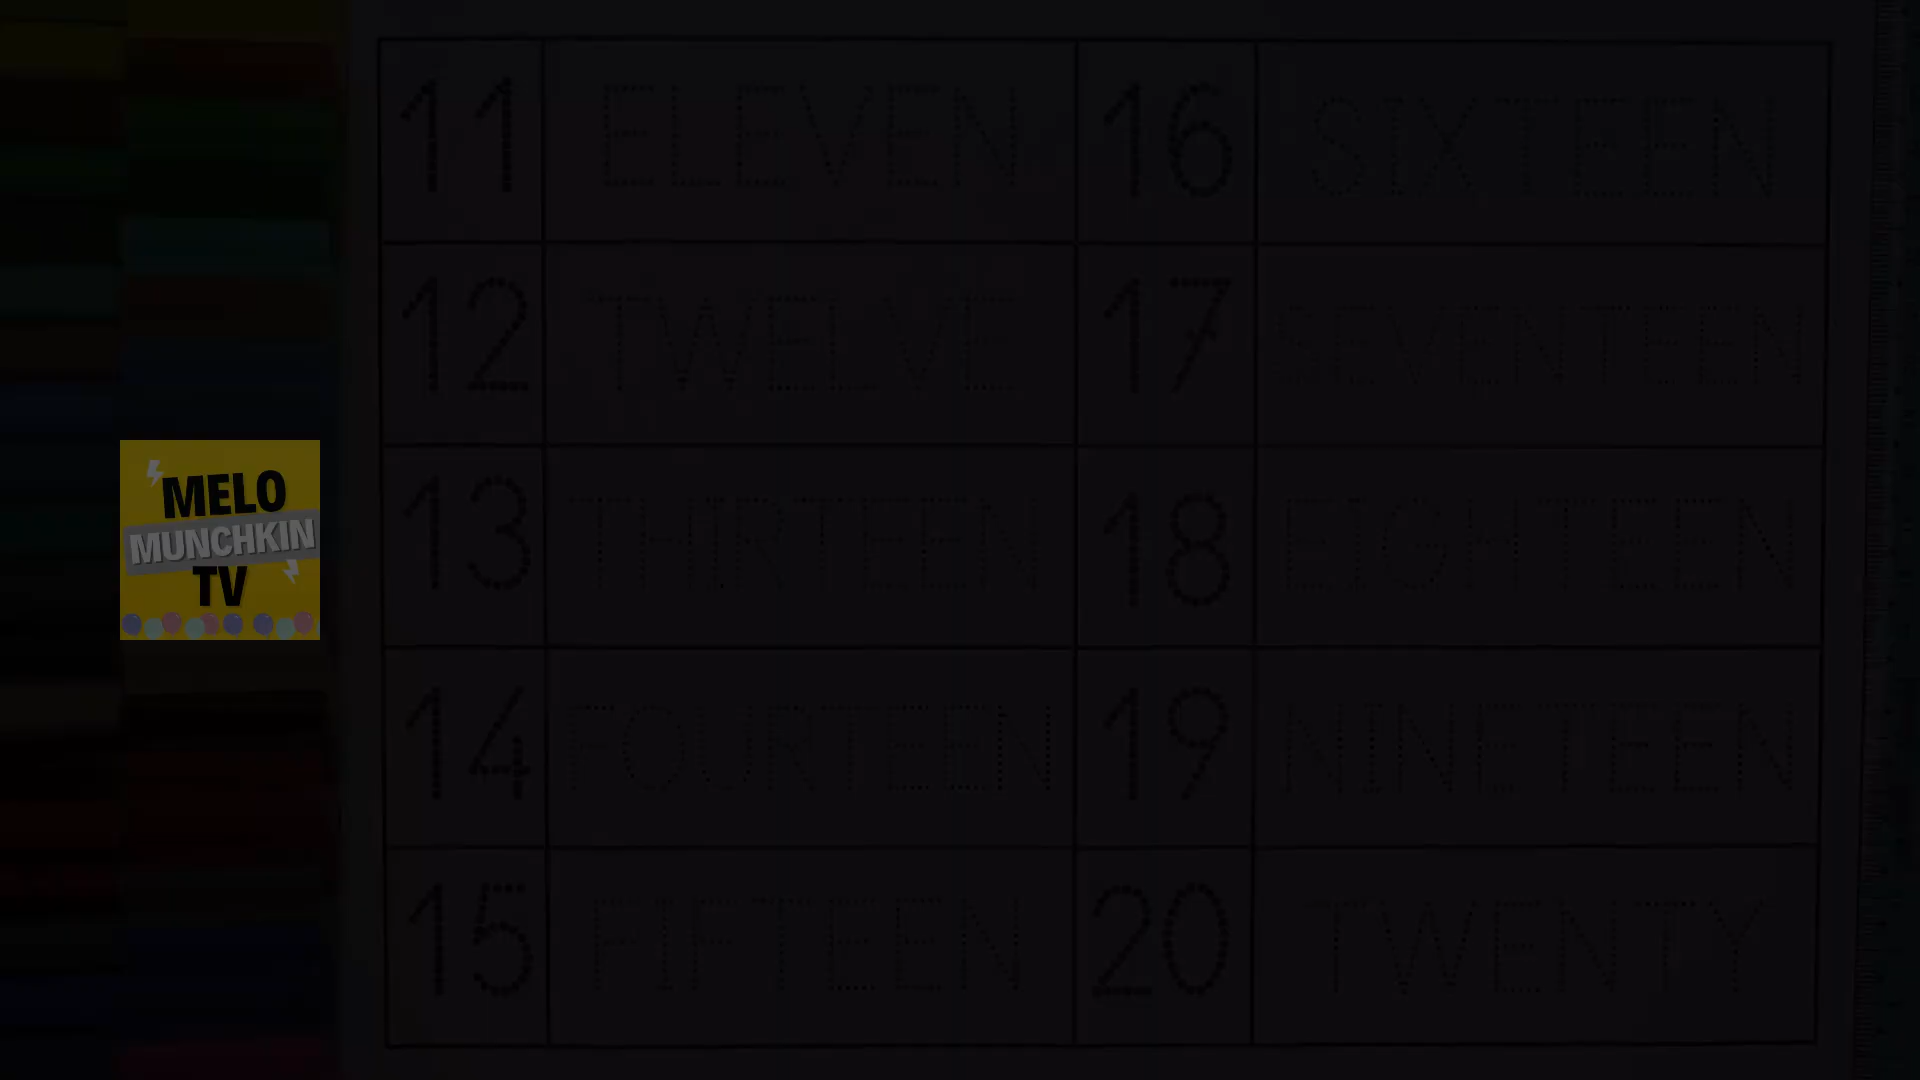 11 ELEVEN 16 SIXTEEN
12 TWELVE 17 SEVENTEEN
13 THIRTEEN 18 EIGHTEEN
14 FOURTEEN 19 NINETEEN
15 FIFTEEN 20 TWENTY
MELO
MUNCHKIN
TV